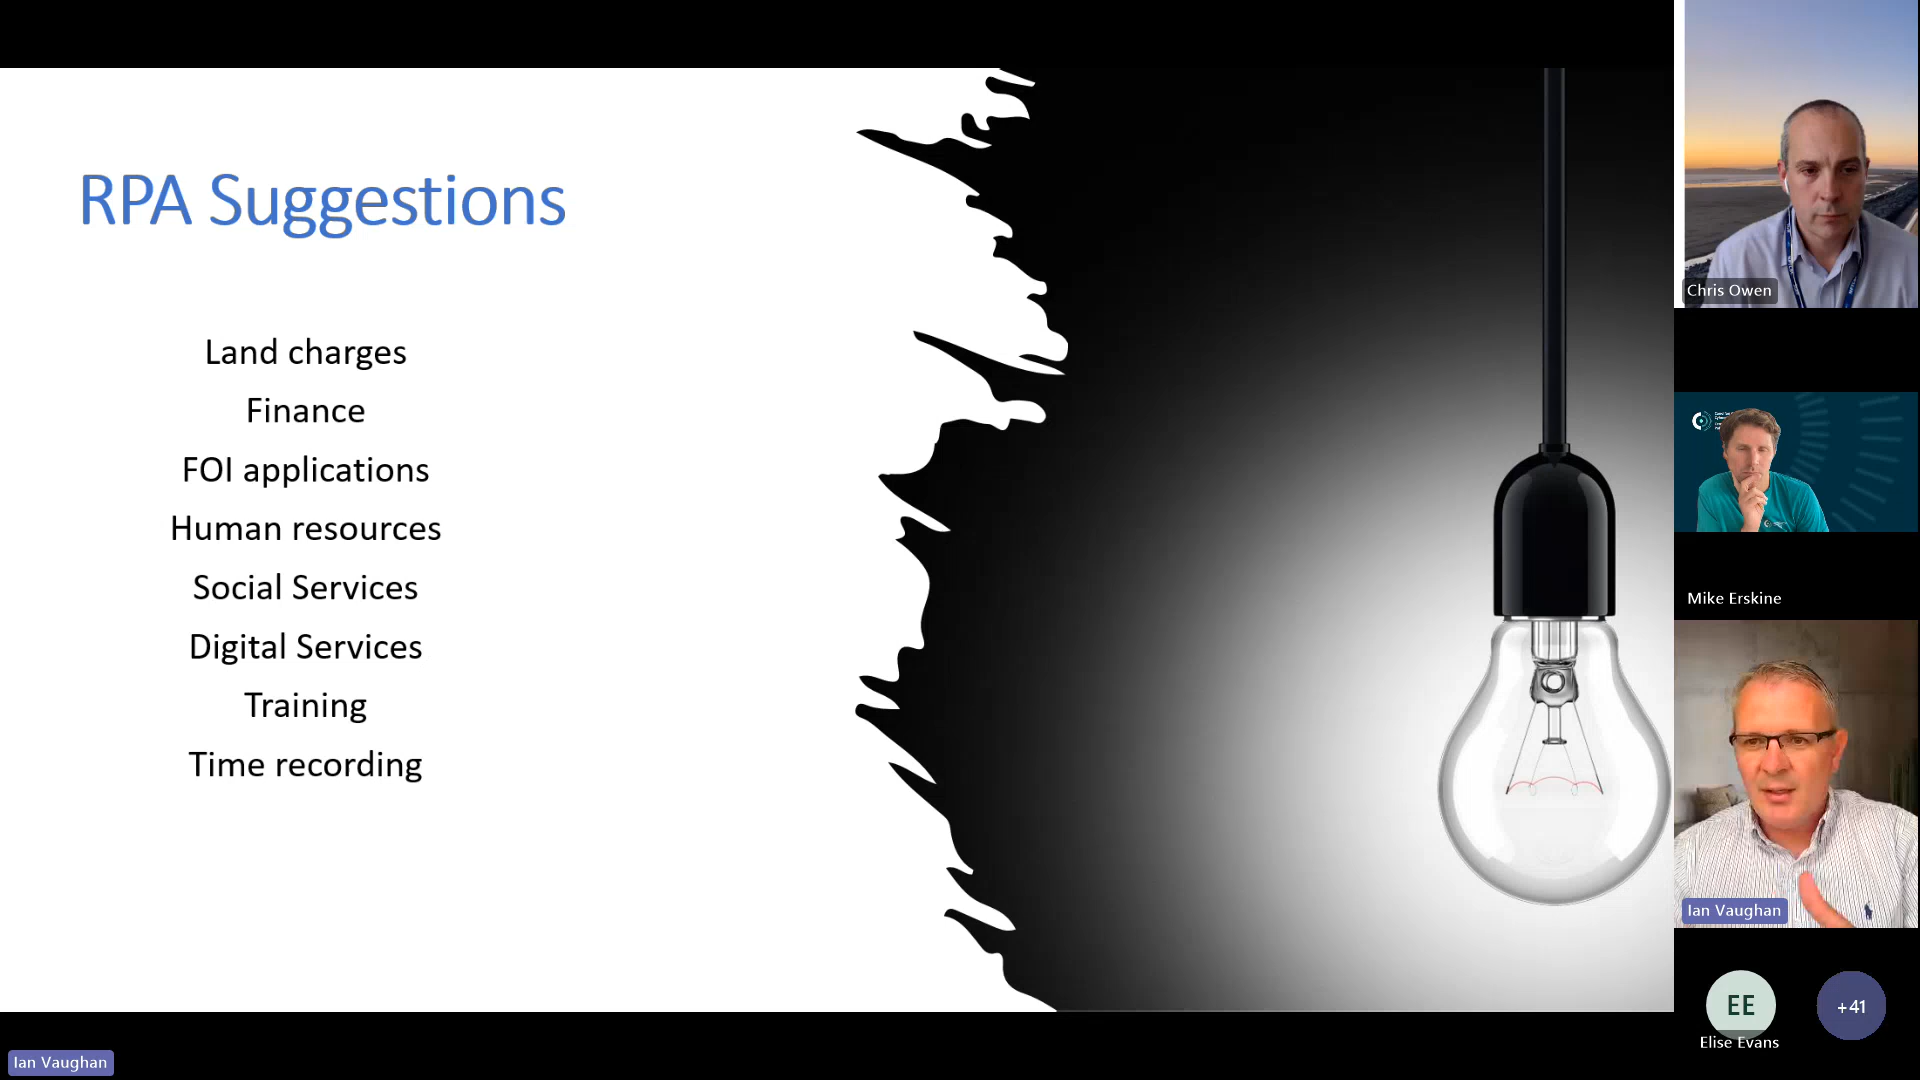 RPA Suggestions
Land charges
Finance
FOI applications
Human resources
Social Services
Digital Services
Training
Time recording
Chris Owen
Mike Erskine
Ian Vaughan
EE
+41
Elise Evans
Ian Vaughan